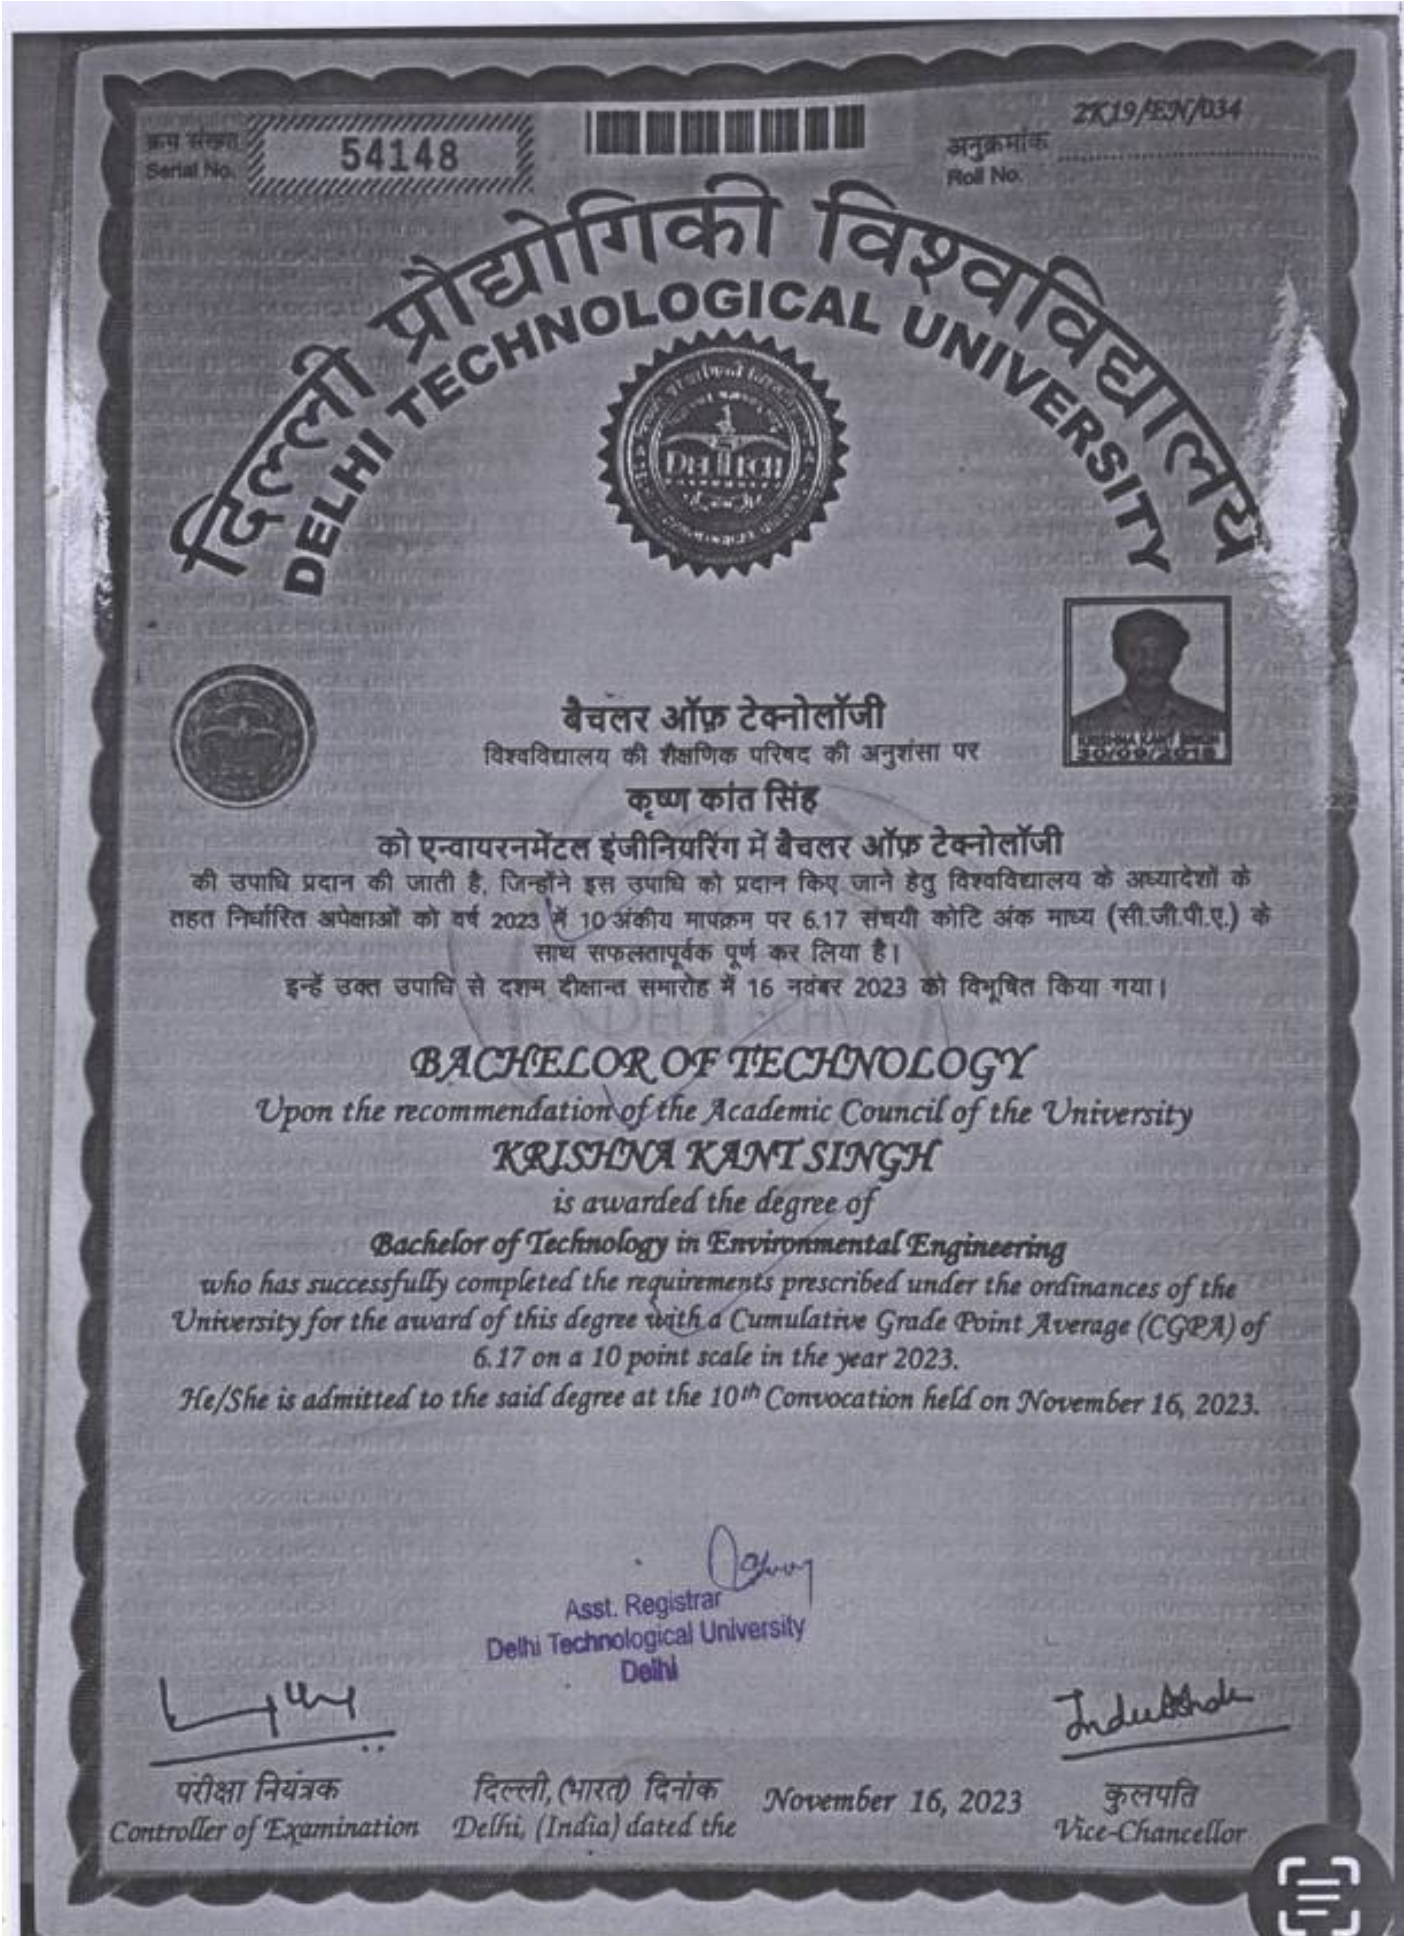 क्रम संख्या
Serial No.
54148
2K19/EN/034
अनुक्रमांक
Roll No.
दिल्ली प्रौद्योगिकी विश्वविद्यालय
DELHI TECHNOLOGICAL UNIVERSITY
DELTECH
KRISHNA KANT SINGH
बैचलर ऑफ़ टेक्नोलॉजी
विश्वविद्यालय की शैक्षणिक परिषद की अनुशंसा पर
कृष्ण कांत सिंह
को एन्वायरनमेंटल इंजीनियरिंग में बैचलर ऑफ़ टेक्नोलॉजी
की उपाधि प्रदान की जाती है, जिन्होंने इस उपाधि को प्रदान किए जाने हेतु विश्वविद्यालय के अध्यादेशों के
तहत निर्धारित अपेक्षाओं को वर्ष 2023 में 10 अंकीय मापक्रम पर 6.17 संचयी कोटि अंक माध्य (सी.जी.पी.ए.) के
साथ सफलतापूर्वक पूर्ण कर लिया है।
इन्हें उक्त उपाधि से दशम दीक्षान्त समारोह में 16 नवंबर 2023 को विभूषित किया गया।
BACHELOR OF TECHNOLOGY
Upon the recommendation of the Academic Council of the University
KRISHNA KANT SINGH
is awarded the degree of
Bachelor of Technology in Environmental Engineering
who has successfully completed the requirements prescribed under the ordinances of the
University for the award of this degree with a Cumulative Grade Point Average (CGPA) of
6.17 on a 10 point scale in the year 2023.
He/She is admitted to the said degree at the 10th Convocation held on November 16, 2023.
Asst. Registrar
Delhi Technological University
Delhi
परीक्षा नियंत्रक
Controller of Examination
दिल्ली, (भारत) दिनांक
Delhi, (India) dated the
November 16, 2023
कुलपति
Vice-Chancellor